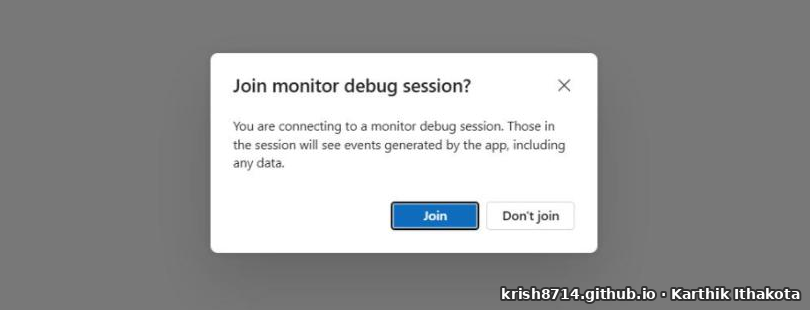 Join monitor debug session?
You are connecting to a monitor debug session. Those in
the session will see events generated by the app, including
any data.
Join
Don't join
krish8714.github.io · Karthik Ithakota